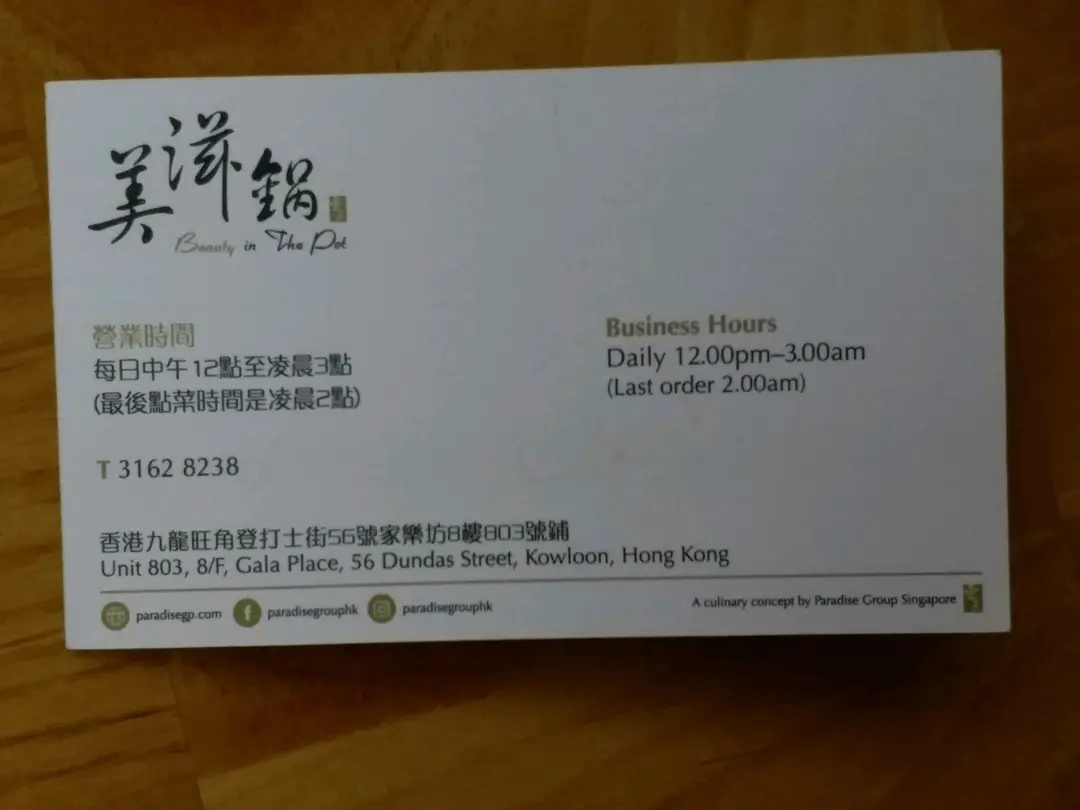 美滋鍋
Beauty in The Pot
營業時間
每日中午12點至凌晨3點
(最後點菜時間是凌晨2點)
Business Hours
Daily 12.00pm–3.00am
(Last order 2.00am)
T 3162 8238
香港九龍旺角登打士街56號家樂坊8樓803號鋪
Unit 803, 8/F, Gala Place, 56 Dundas Street, Kowloon, Hong Kong
paradisegp.com paradisegrouphk paradisegrouphk
A culinary concept by Paradise Group Singapore